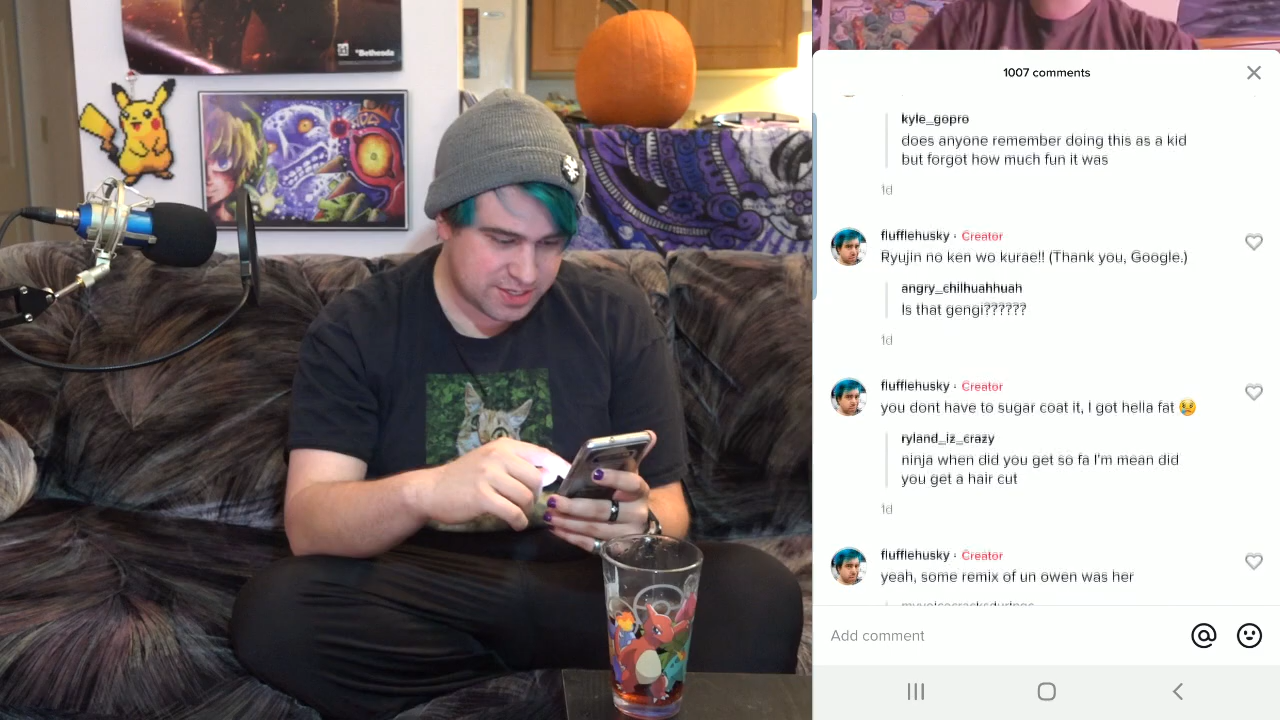 Bethesda
1007 comments
kyle_gopro
does anyone remember doing this as a kid
but forgot how much fun it was
1d
flufflehusky · Creator
Ryujin no ken wo kurae!! (Thank you, Google.)
angry_chilhuahhuah
Is that gengi??????
1d
flufflehusky · Creator
you dont have to sugar coat it, I got hella fat 😢
ryland_iz_crazy
ninja when did you get so fa I'm mean did
you get a hair cut
1d
flufflehusky · Creator
yeah, some remix of un owen was her
Add comment